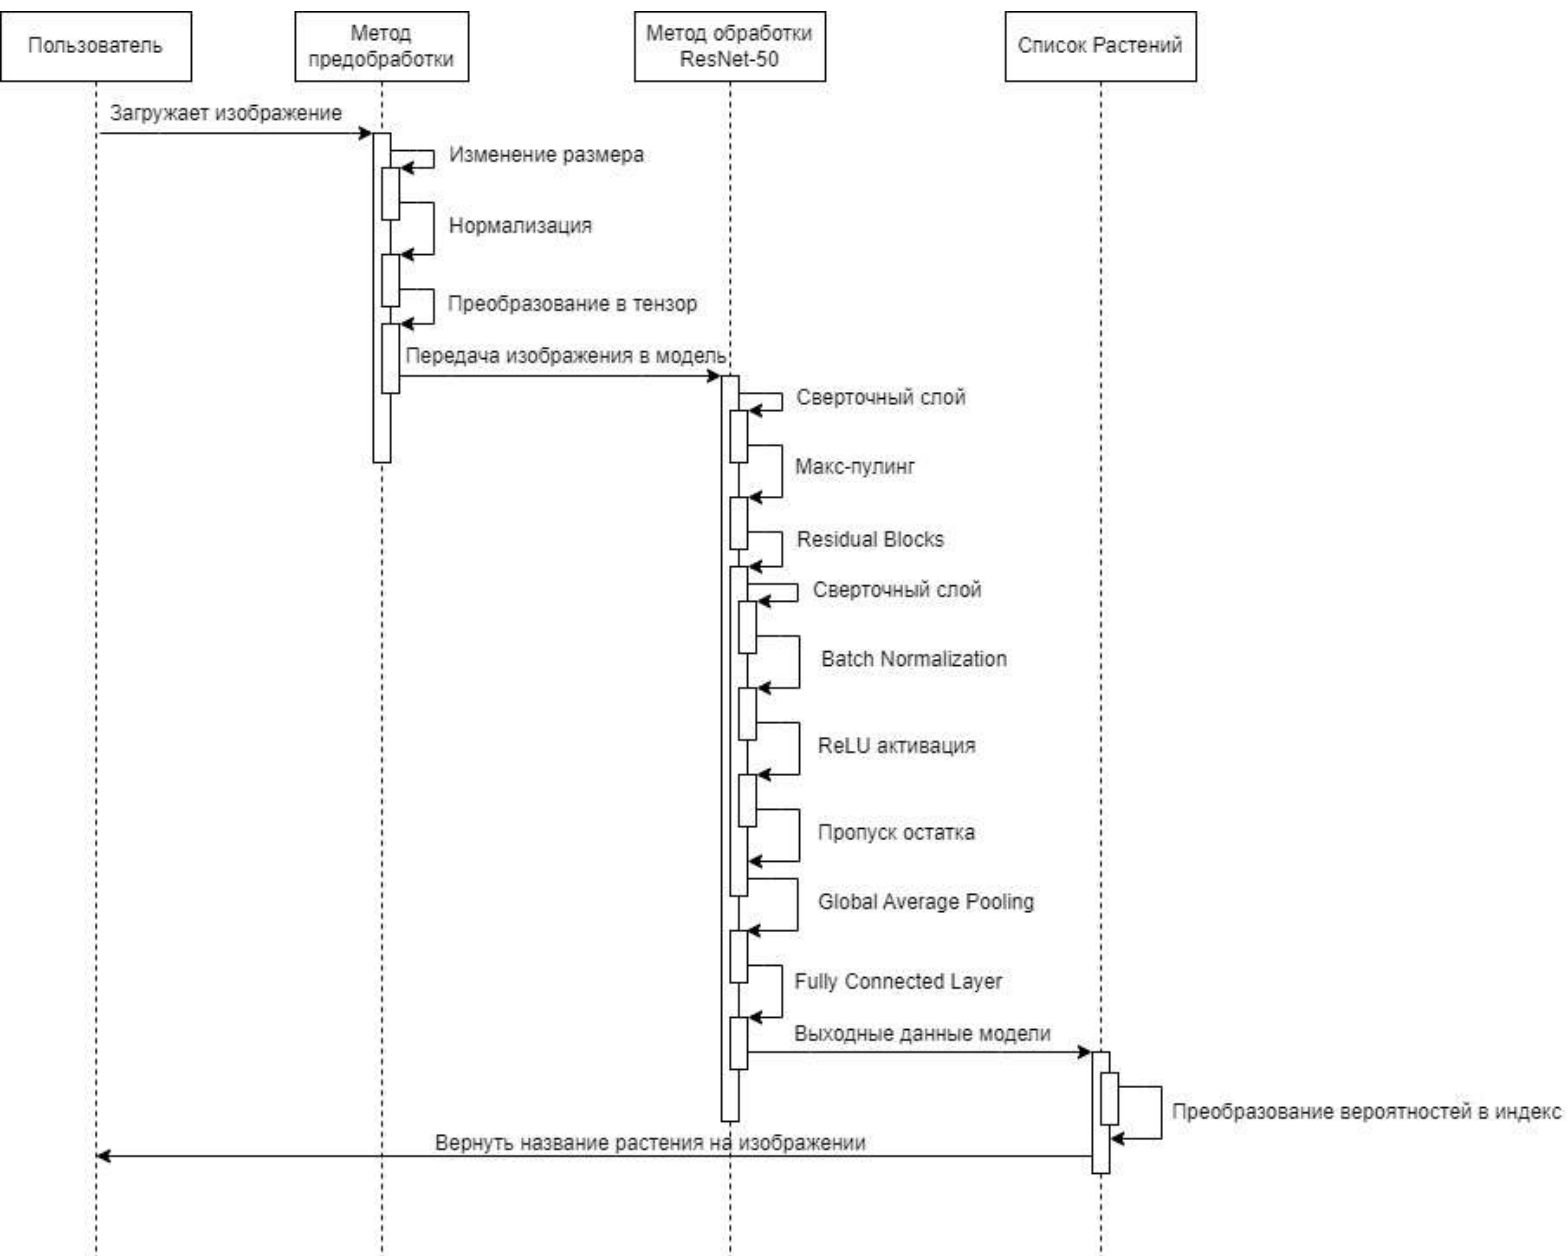 Пользователь
Метод
предобработки
Метод обработки
ResNet-50
Список Растений
Загружает изображение
Изменение размера
Нормализация
Преобразование в тензор
Передача изображения в модель
Сверточный слой
Макс-пулинг
Residual Blocks
Сверточный слой
Batch Normalization
ReLU активация
Пропуск остатка
Global Average Pooling
Fully Connected Layer
Выходные данные модели
Преобразование вероятностей в индекс
Вернуть название растения на изображении